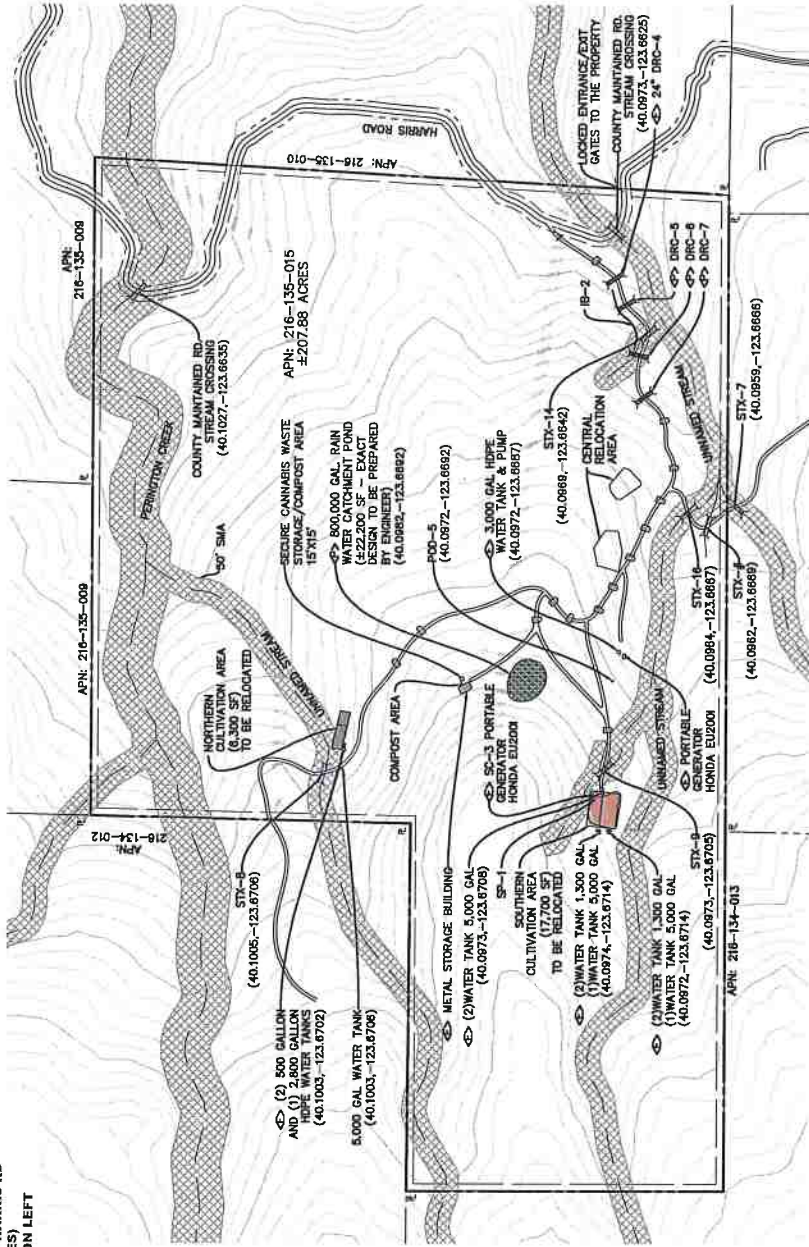 HARRIS RD
ES)
ON LEFT
APN:
216-135-009
APN: 216-135-009
PERINGTON CREEK
COUNTY MAINTAINED RD.
STREAM CROSSING
(40.1027,-123.6635)
50' SMA
UNNAMED STREAM
APN: 216-135-010
HARRIS ROAD
APN: 216-135-015
±207.88 ACRES
APN:
216-134-012
NORTHERN
CULTIVATION AREA
(6,300 SF)
TO BE RELOCATED
STX-8
(40.1005,-123.6706)
<E> (2) 500 GALLON
AND (1) 2,800 GALLON
HDPE WATER TANKS
(40.1003,-123.6702)
5,000 GAL WATER TANK
(40.1003,-123.6706)
SECURE CANNABIS WASTE
STORAGE/COMPOST AREA
15'X15'
<P> 800,000 GAL. RAIN
WATER CATCHMENT POND
(±22,200 SF - EXACT
DESIGN TO BE PREPARED
BY ENGINEER)
(40.0982,-123.6692)
COMPOST AREA
POD-5
(40.0972,-123.6692)
<E> 3,000 GAL HDPE
WATER TANK & PUMP
(40.0972,-123.6687)
<E> METAL STORAGE BUILDING
<E> (2)WATER TANK 5,000 GAL
(40.0973,-123.6708)
<E> SC-3 PORTABLE
GENERATOR
HONDA EU2001
SP-1
SOUTHERN
CULTIVATION AREA
(17,700 SF)
TO BE RELOCATED
<E> (2)WATER TANK 1,300 GAL
(1)WATER TANK 5,000 GAL
(40.0974,-123.6714)
<E> (2)WATER TANK 1,300 GAL
(1)WATER TANK 5,000 GAL
(40.0972,-123.6714)
STX-9
(40.0973,-123.6705)
UNNAMED STREAM
<E> PORTABLE
GENERATOR
HONDA EU2001
LOCKED ENTRANCE/EXIT
GATES TO THE PROPERTY
COUNTY MAINTAINED RD.
STREAM CROSSING
(40.0973,-123.6625)
<E> 24" DRC-4
<P> DRC-5
<P> DRC-6
<P> DRC-7
IB-2
STX-14
(40.0969,-123.6642)
CENTRAL
RELOCATION
AREA
UNNAMED STREAM
STX-7
(40.0959,-123.6666)
STX-16
(40.0964,-123.6667)
(40.0962,-123.6669)
APN: 216-134-013